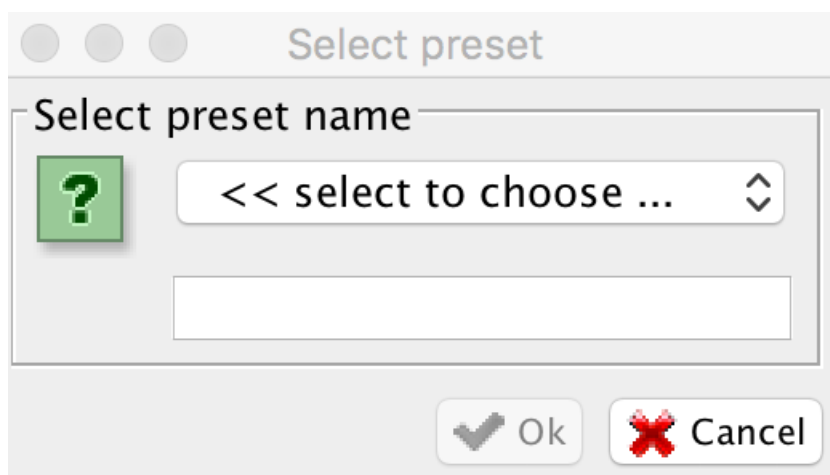 Select preset
Select preset name
?
<< select to choose ...
Ok
Cancel